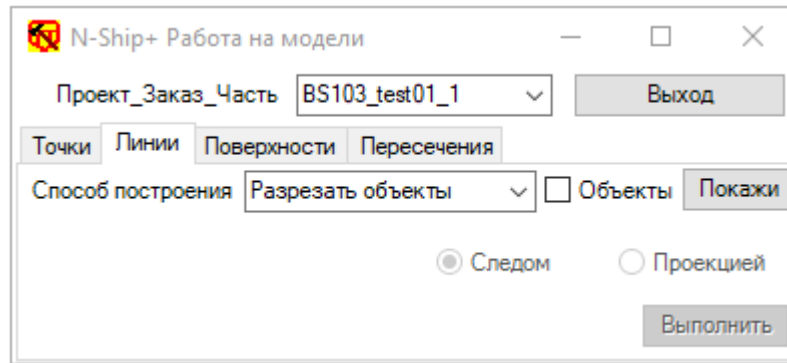 N-Ship+ Работа на модели
Проект_Заказ_Часть BS103_test01_1 Выход
Точки Линии Поверхности Пересечения
Способ построения Разрезать объекты Объекты Покажи
Следом Проекцией
Выполнить